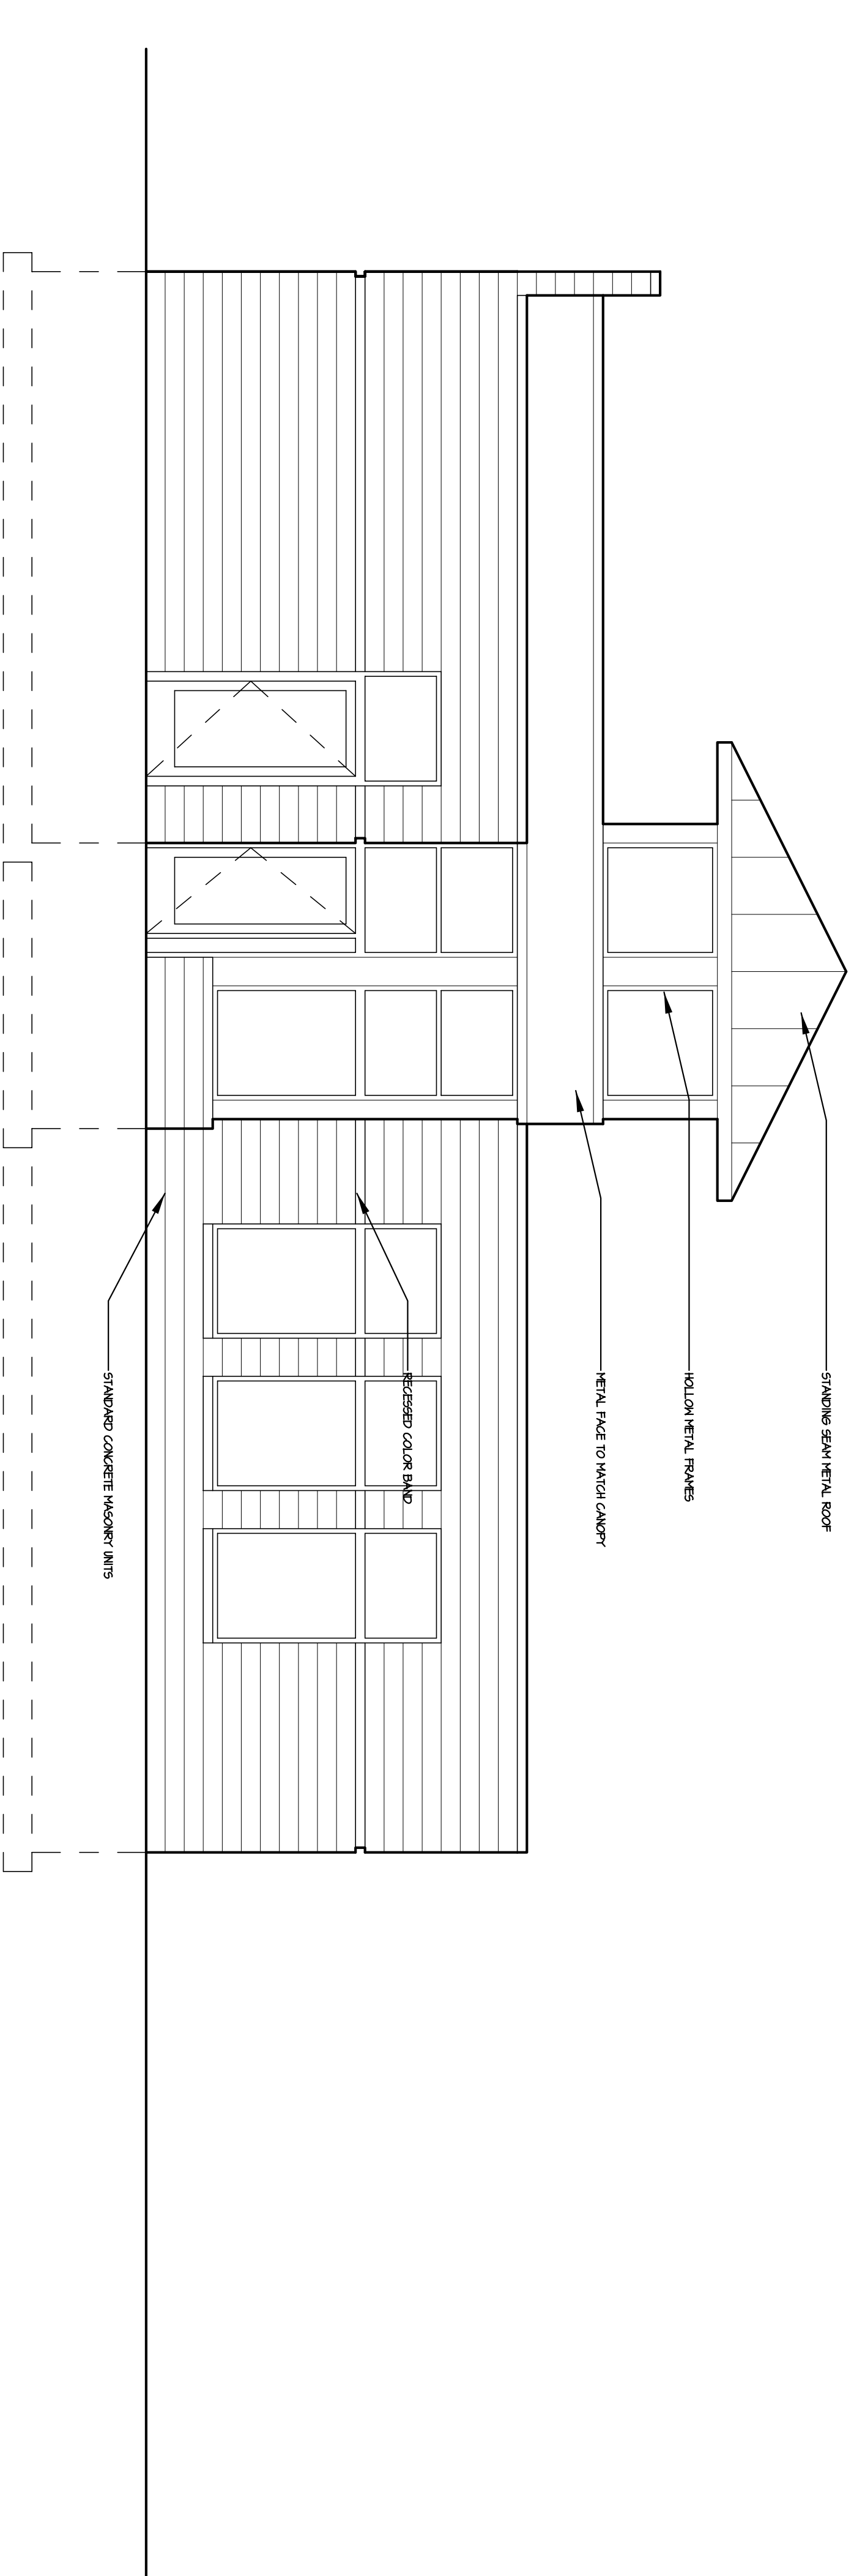 STANDING SEAM METAL ROOF
HOLLOW METAL FRAMES
METAL FACE TO MATCH CANOPY
RECESSED COLOR BAND
STANDARD CONCRETE MASONRY UNITS